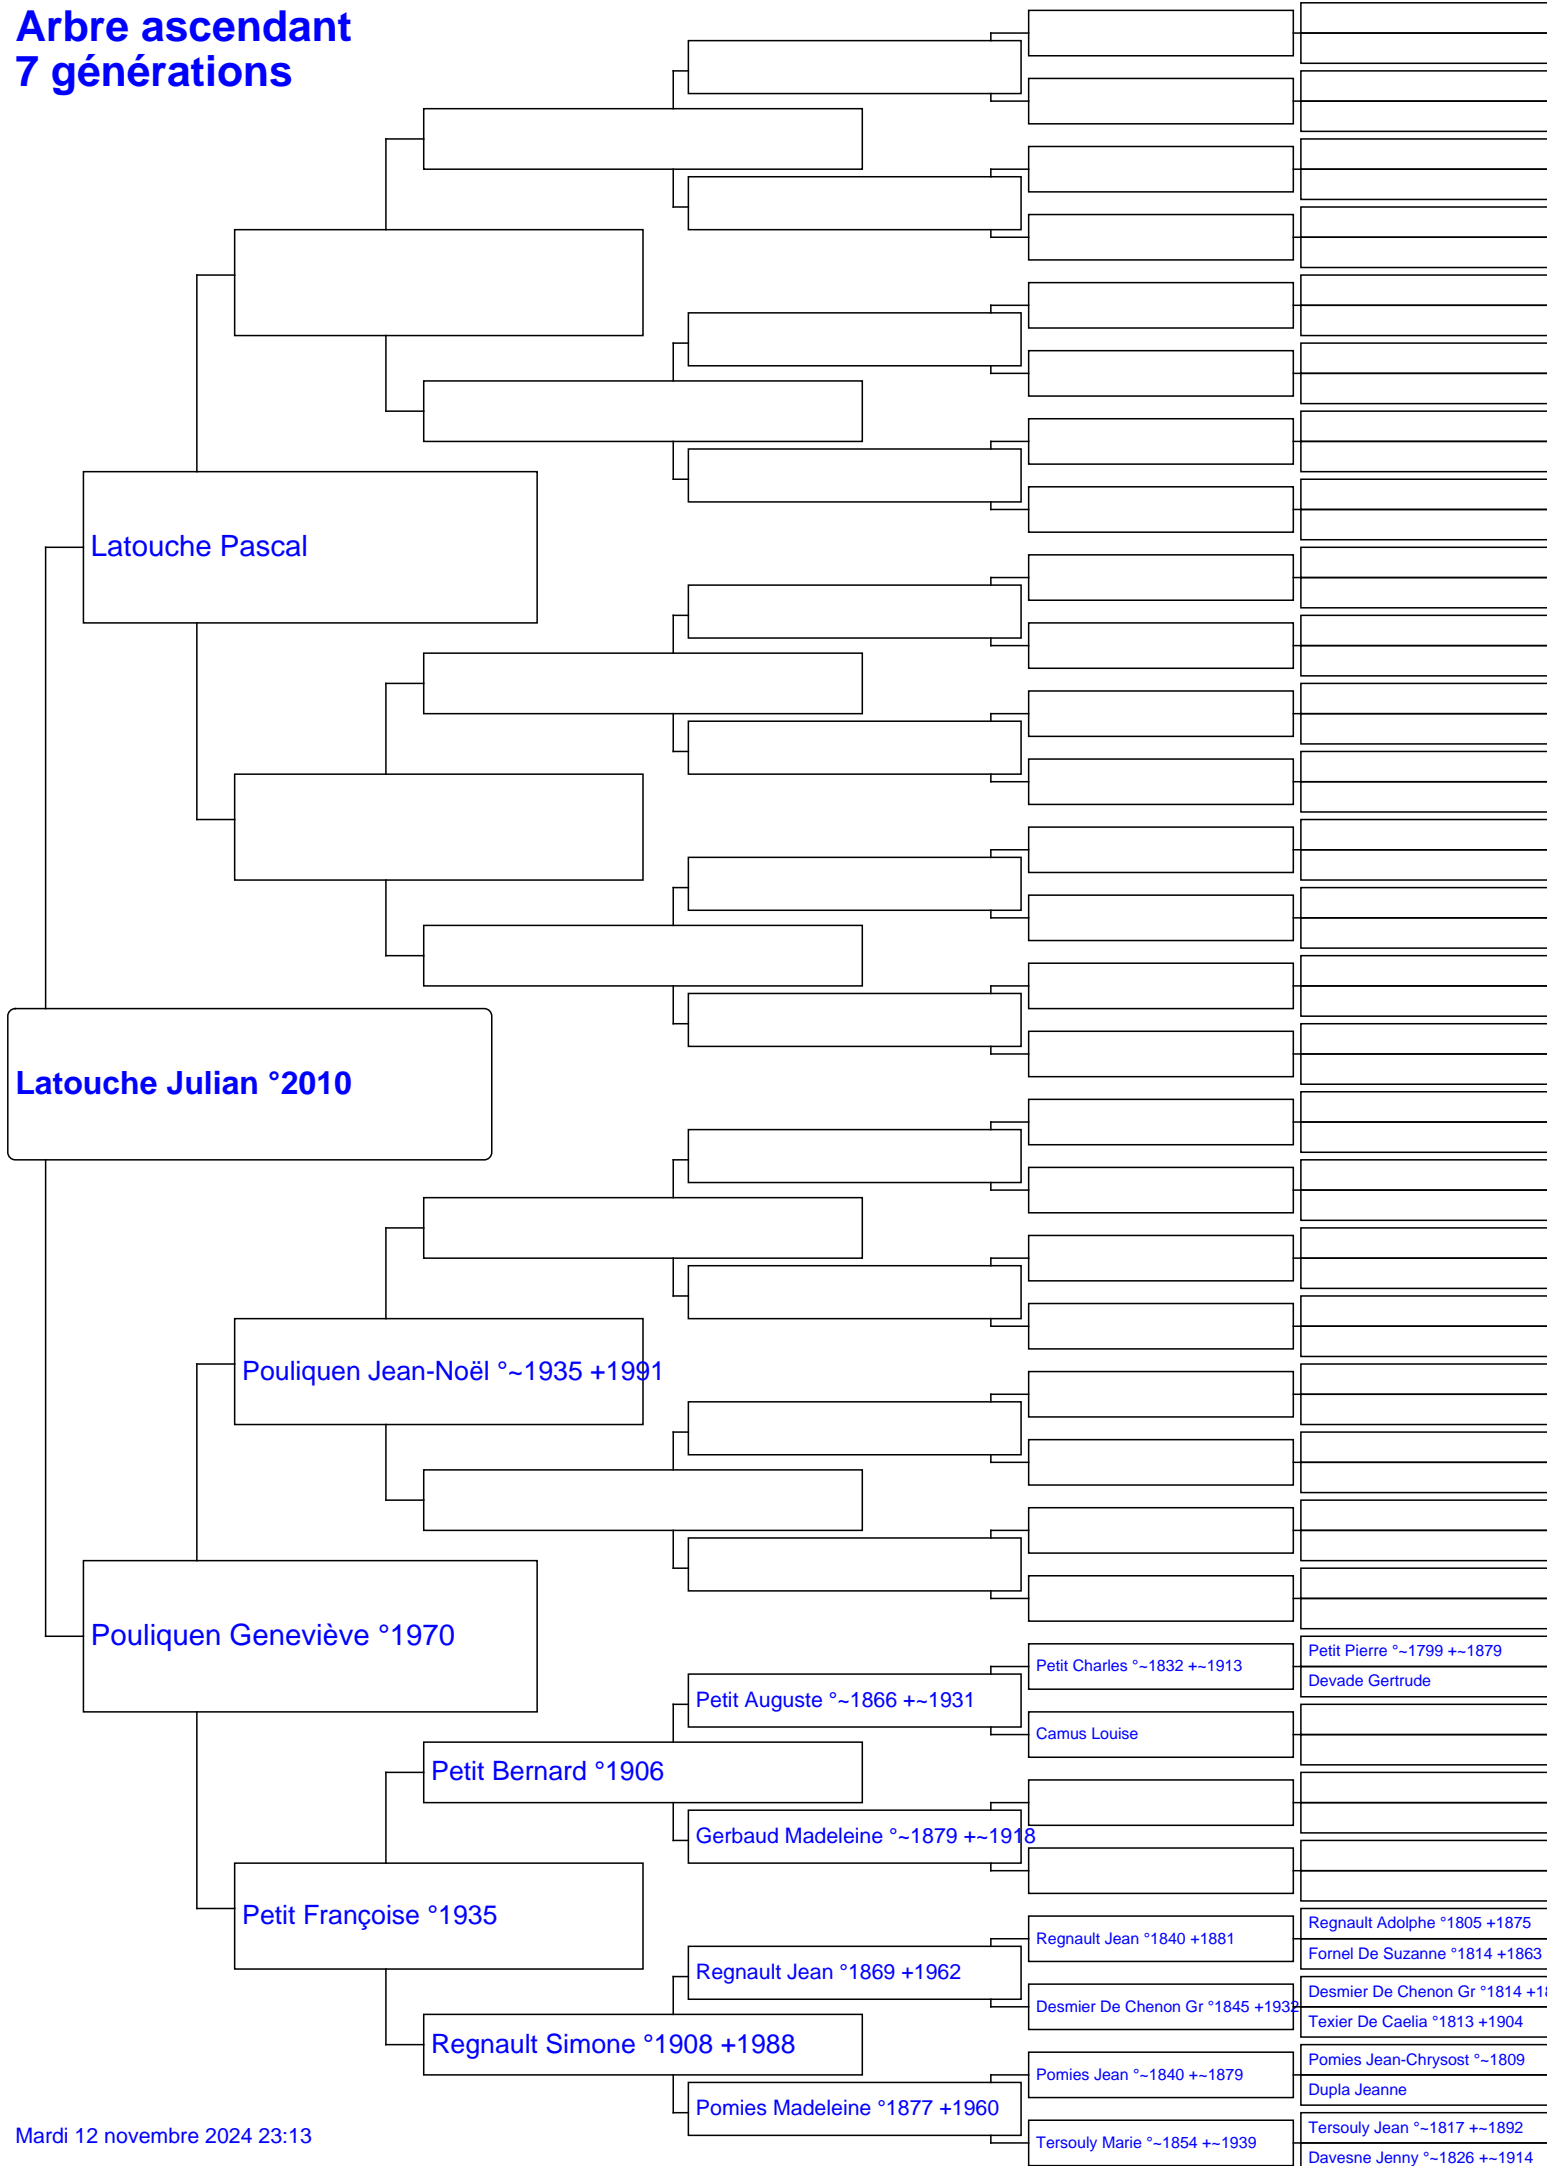 Arbre ascendant
7 générations
Latouche Pascal
Latouche Julian °2010
Pouliquen Jean-Noël °~1935 +1991
Pouliquen Geneviève °1970
Petit Pierre °~1799 +~1879
Petit Charles °~1832 +~1913
Devade Gertrude
Petit Auguste °~1866 +~1931
Camus Louise
Petit Bernard °1906
Gerbaud Madeleine °~1879 +~1918
Petit Françoise °1935
Regnault Adolphe °1805 +1875
Regnault Jean °1840 +1881
Fornel De Suzanne °1814 +1863
Regnault Jean °1869 +1962
Desmier De Chenon Gr °1814
Desmier De Chenon Gr °1845 +1932
Texier De Caelia °1813 +1904
Regnault Simone °1908 +1988
Pomies Jean-Chrysost °~1809
Pomies Jean °~1840 +~1879
Dupla Jeanne
Pomies Madeleine °1877 +1960
Tersouly Jean °~1817 +~1892
Tersouly Marie °~1854 +~1939
Davesne Jenny °~1826 +~1914
Mardi 12 novembre 2024 23:13